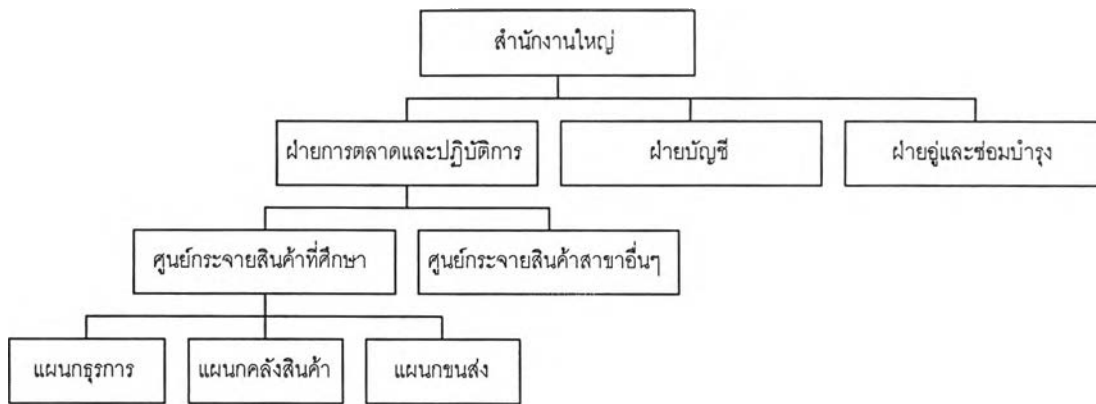 สำนักงานใหญ่
ฝ่ายการตลาดและปฏิบัติการ
ฝ่ายบัญชี
ฝ่ายอู่และซ่อมบำรุง
ศูนย์กระจายสินค้าที่ศึกษา
ศูนย์กระจายสินค้าสาขาอื่นๆ
แผนกธุรการ
แผนกคลังสินค้า
แผนกขนส่ง